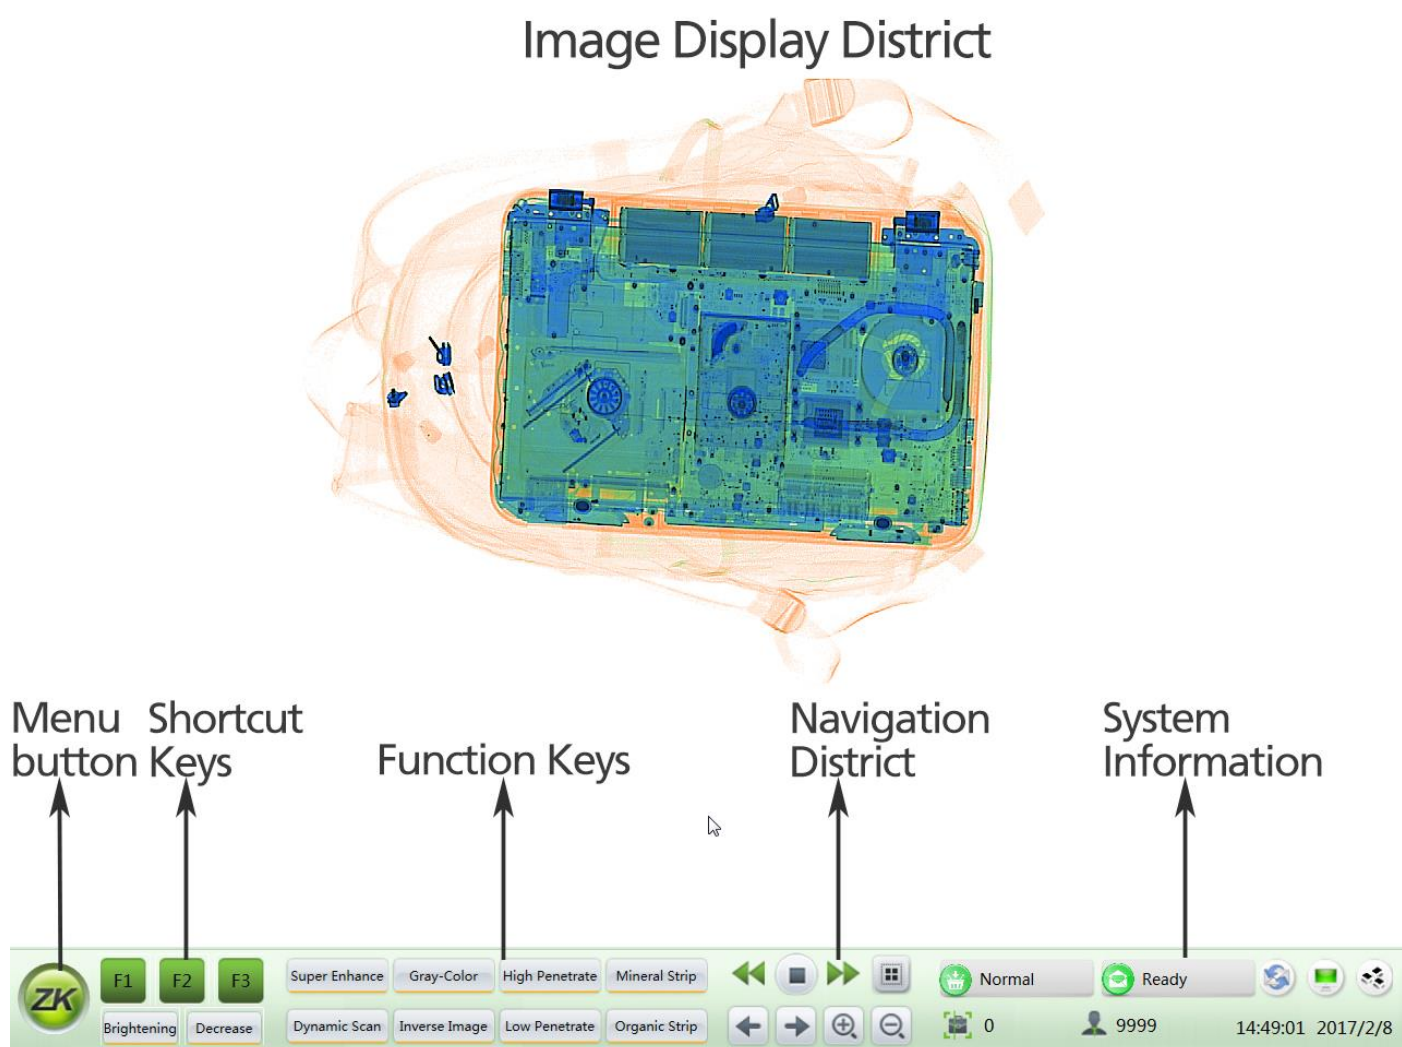 Image Display District
Menu button
Shortcut Keys
Function Keys
Navigation District
System Information
ZK
F1 F2 F3
Brightening Decrease
Super Enhance Gray-Color High Penetrate Mineral Strip
Dynamic Scan Inverse Image Low Penetrate Organic Strip
Normal Ready
0 9999 14:49:01 2017/2/8